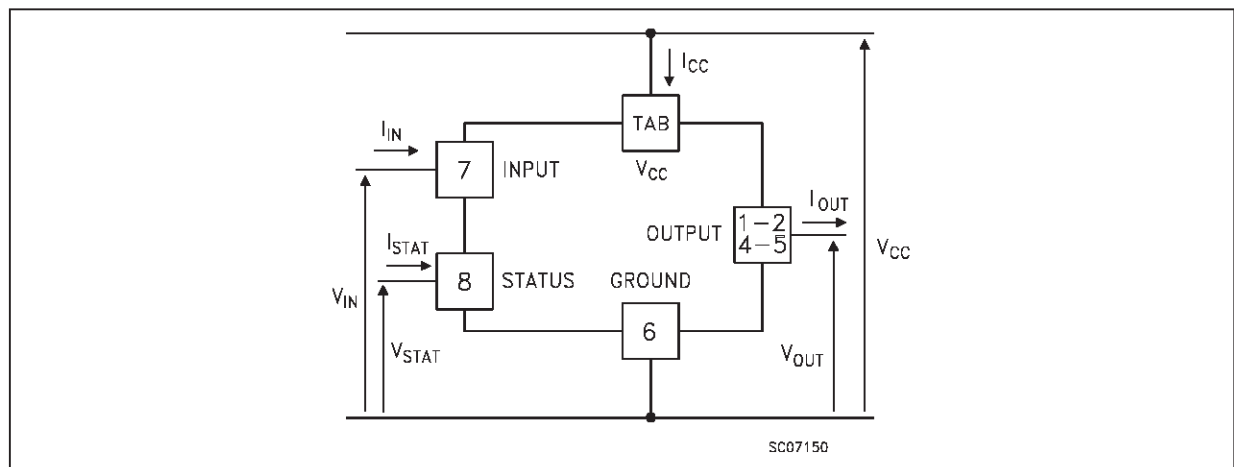 I_CC
TAB
V_CC
I_IN
7 INPUT
I_OUT
OUTPUT 1-2
4-5
V_CC
I_STAT
8 STATUS
GROUND
6
V_IN
V_STAT
V_OUT
SC07150